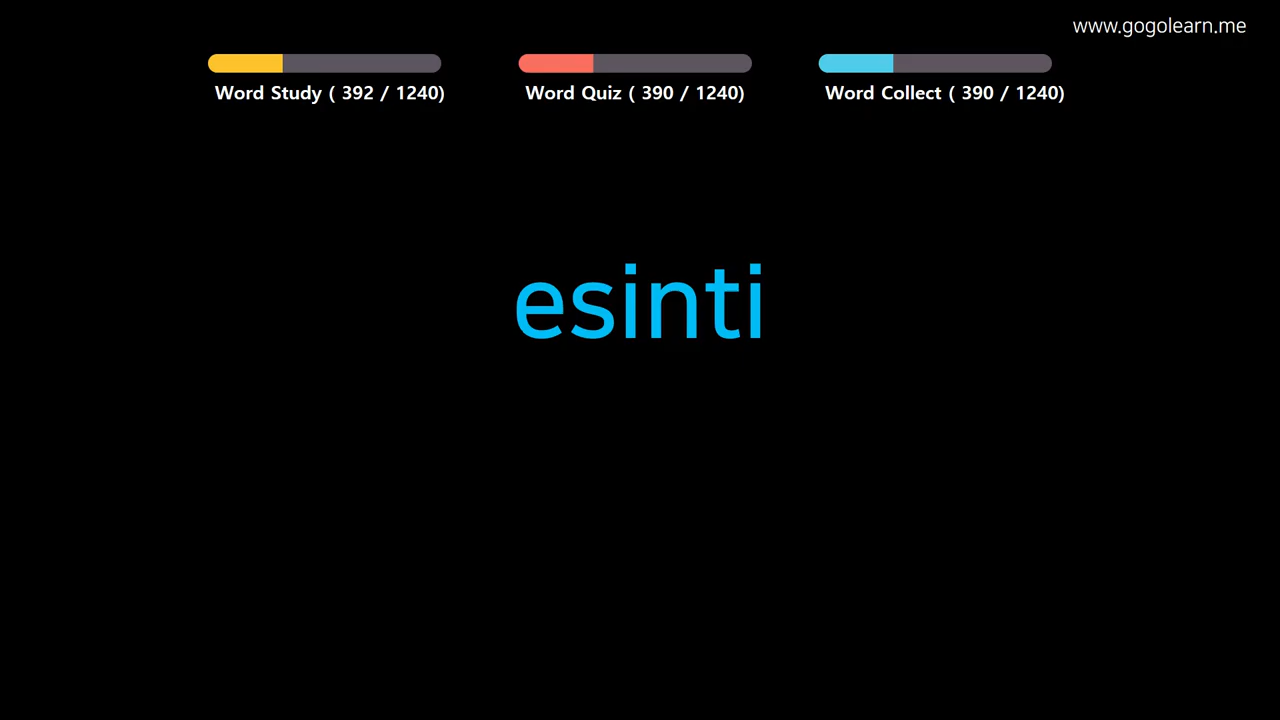 www.gogolearn.me
Word Study ( 392 / 1240)
Word Quiz ( 390 / 1240)
Word Collect ( 390 / 1240)
esinti